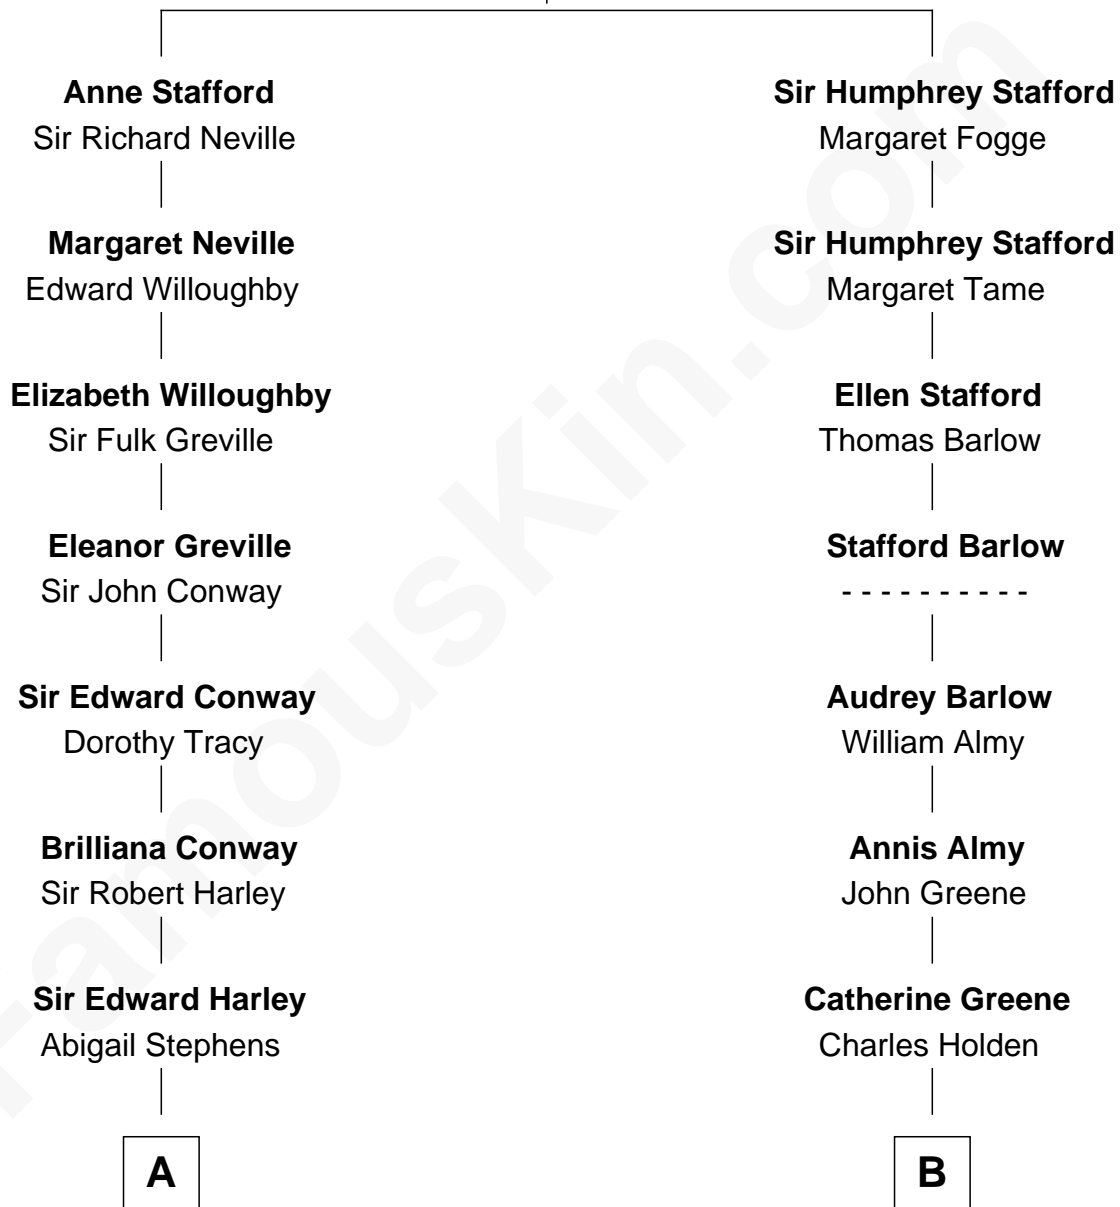 Anne Stafford
Sir Richard Neville
Margaret Neville
Edward Willoughby
Elizabeth Willoughby
Sir Fulk Greville
Eleanor Greville
Sir John Conway
Sir Edward Conway
Dorothy Tracy
Brilliana Conway
Sir Robert Harley
Sir Edward Harley
Abigail Stephens
A
Sir Humphrey Stafford
Margaret Fogge
Sir Humphrey Stafford
Margaret Tame
Ellen Stafford
Thomas Barlow
Stafford Barlow
- - - - - - - - - -
Audrey Barlow
William Almy
Annis Almy
John Greene
Catherine Greene
Charles Holden
B
FamousKin.com